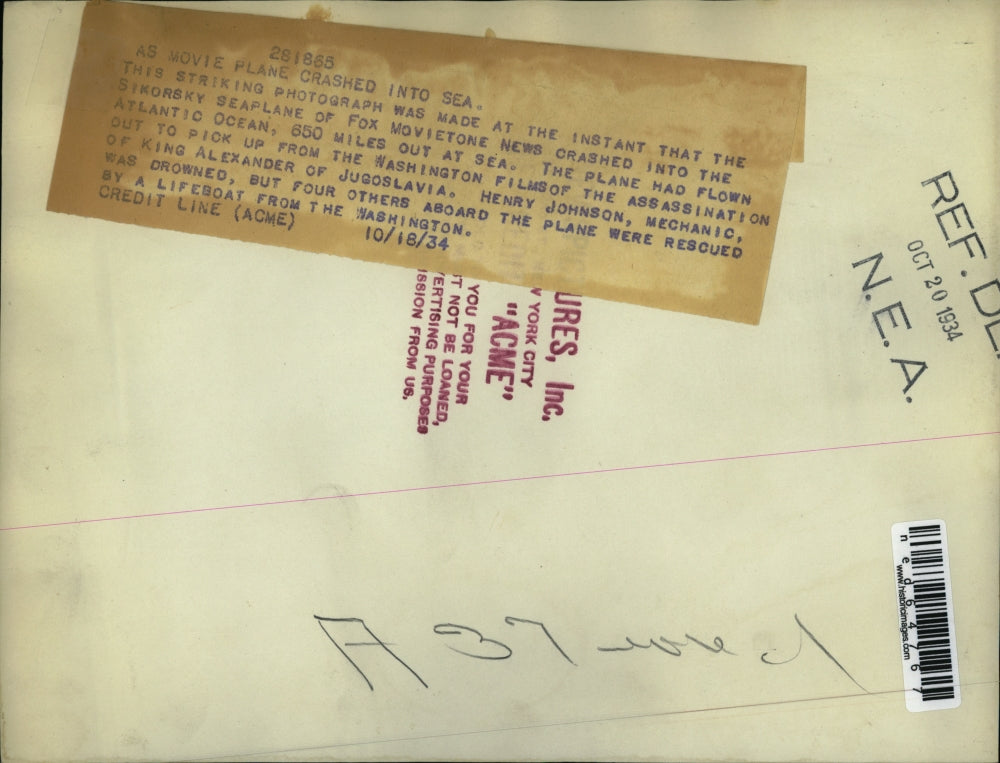 281865
AS MOVIE PLANE CRASHED INTO SEA.
THIS STRIKING PHOTOGRAPH WAS MADE AT THE INSTANT THAT THE
SIKORSKY SEAPLANE OF FOX MOVIETONE NEWS CRASHED INTO THE
ATLANTIC OCEAN, 650 MILES OUT AT SEA. THE PLANE HAD FLOWN
OUT TO PICK UP FROM THE WASHINGTON FILMSOF THE ASSASSINATION
OF KING ALEXANDER OF JUGOSLAVIA. HENRY JOHNSON, MECHANIC,
WAS DROWNED, BUT FOUR OTHERS ABOARD THE PLANE WERE RESCUED
BY A LIFEBOAT FROM THE WASHINGTON.
CREDIT LINE (ACME) 10/18/34
URES, Inc.
YORK CITY
"ACME"
YOU FOR YOUR
T NOT BE LOANED,
ERTISING PURPOSES
ISSION FROM US.
REF. DE
OCT 20 1934
N.E.A.
ned64767
www.historicimages.com
A 37